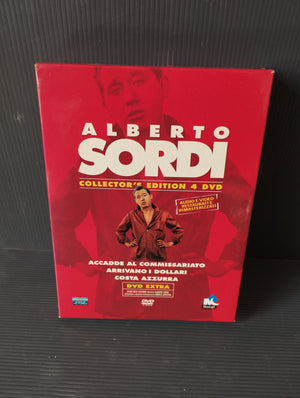 ALBERTO
SORDI
COLLECTOR'S EDITION 4 DVD
AUDIO E VIDEO
RESTAURATI E
RIMASTERIZZATI
ACCADDE AL COMMISSARIATO
ARRIVANO I DOLLARI
COSTA AZZURRA
DVD EXTRA
DVD